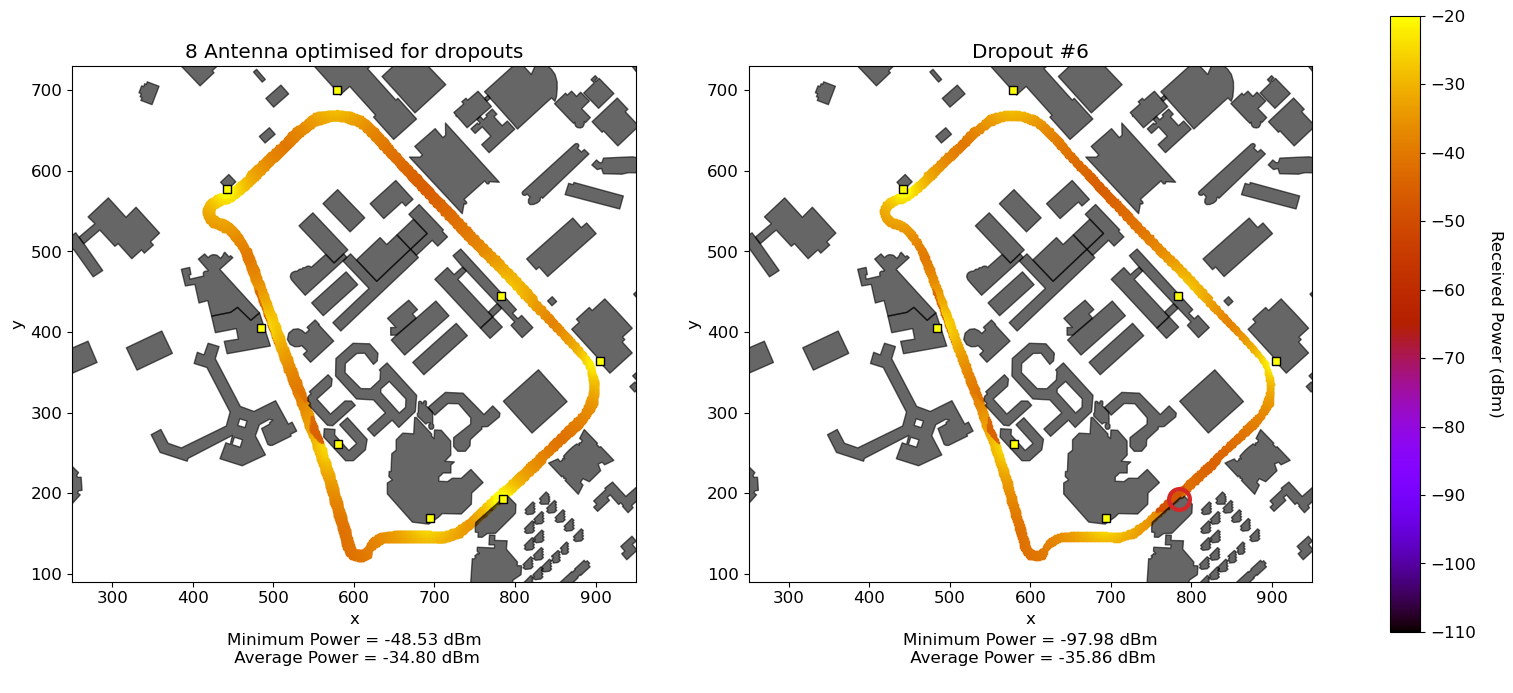 8 Antenna optimised for dropouts
700
600
500
400
300
200
100
y
300 400 500 600 700 800 900
x
Minimum Power = -48.53 dBm
Average Power = -34.80 dBm
Dropout #6
700
600
500
400
300
200
100
y
300 400 500 600 700 800 900
x
Minimum Power = -97.98 dBm
Average Power = -35.86 dBm
−20
−30
−40
−50
−60
−70
−80
−90
−100
−110
Received Power (dBm)